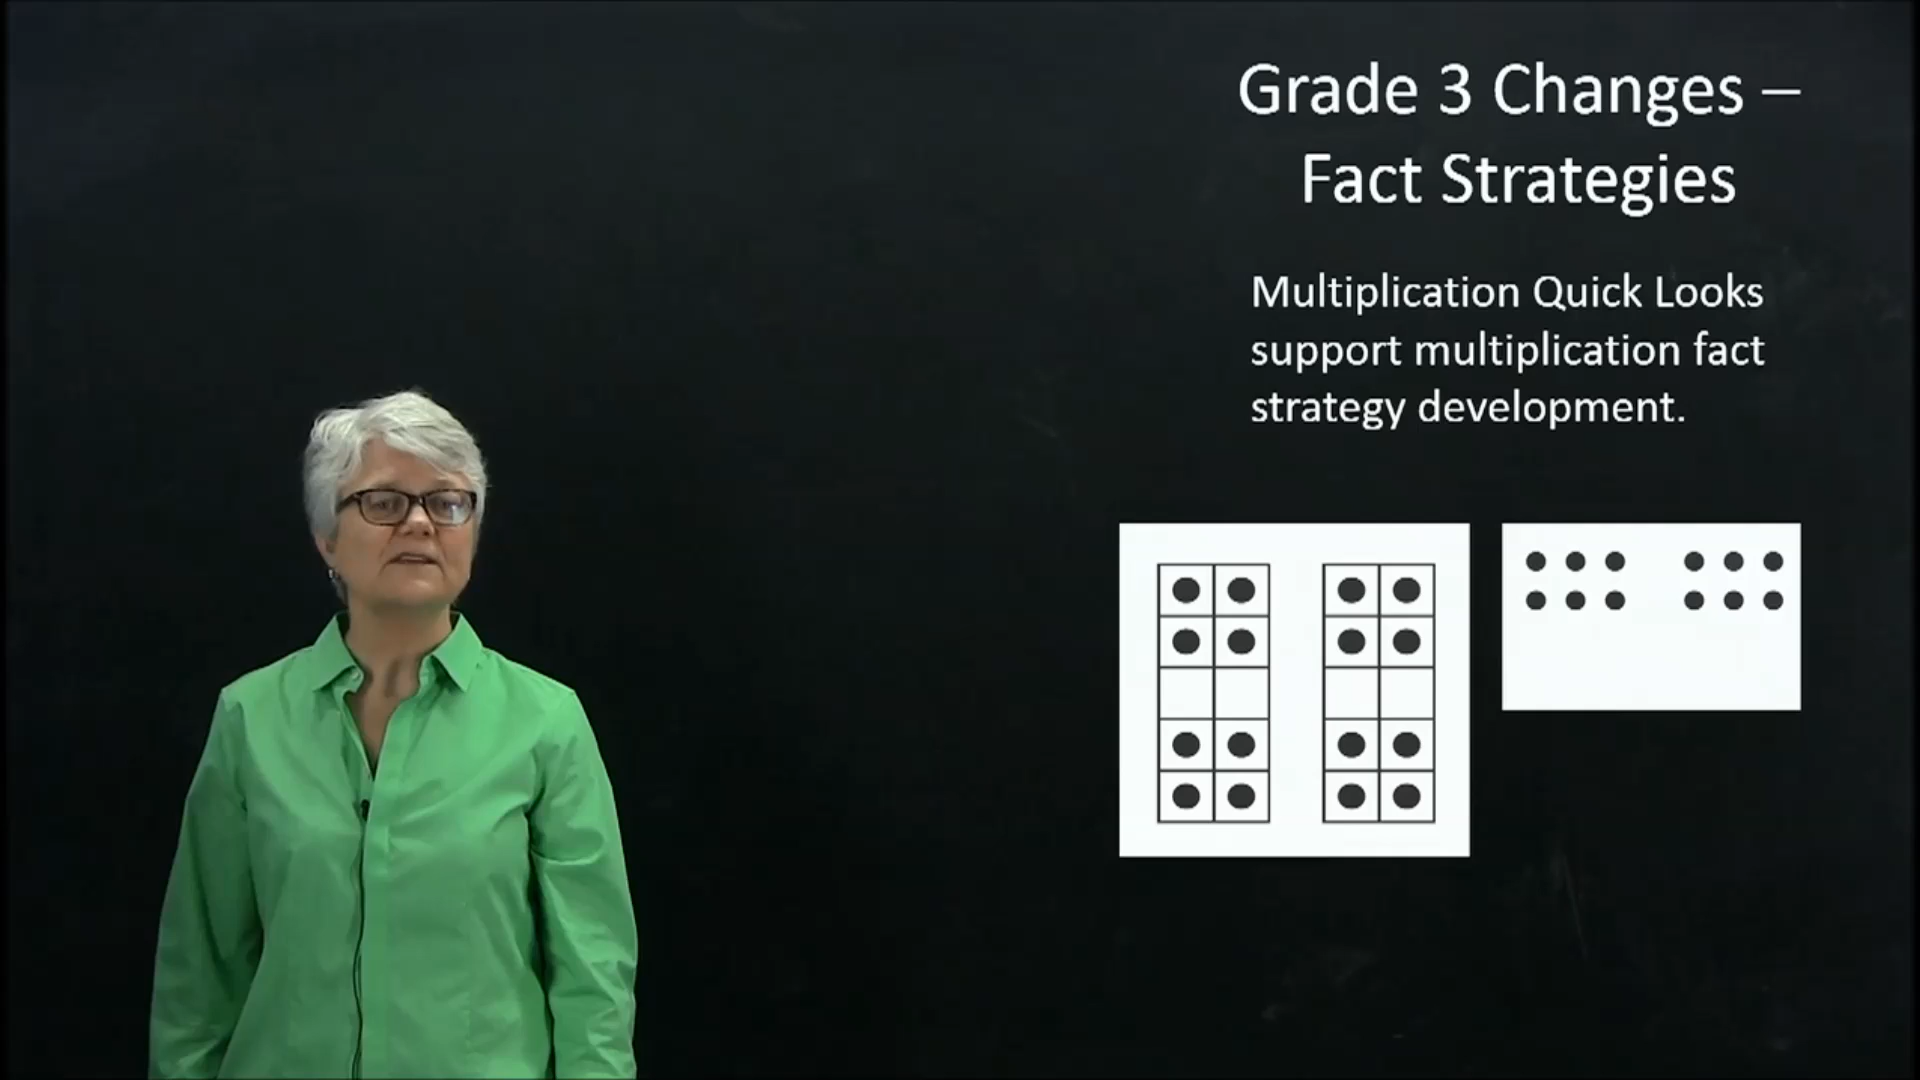 Grade 3 Changes –
Fact Strategies
Multiplication Quick Looks
support multiplication fact
strategy development.